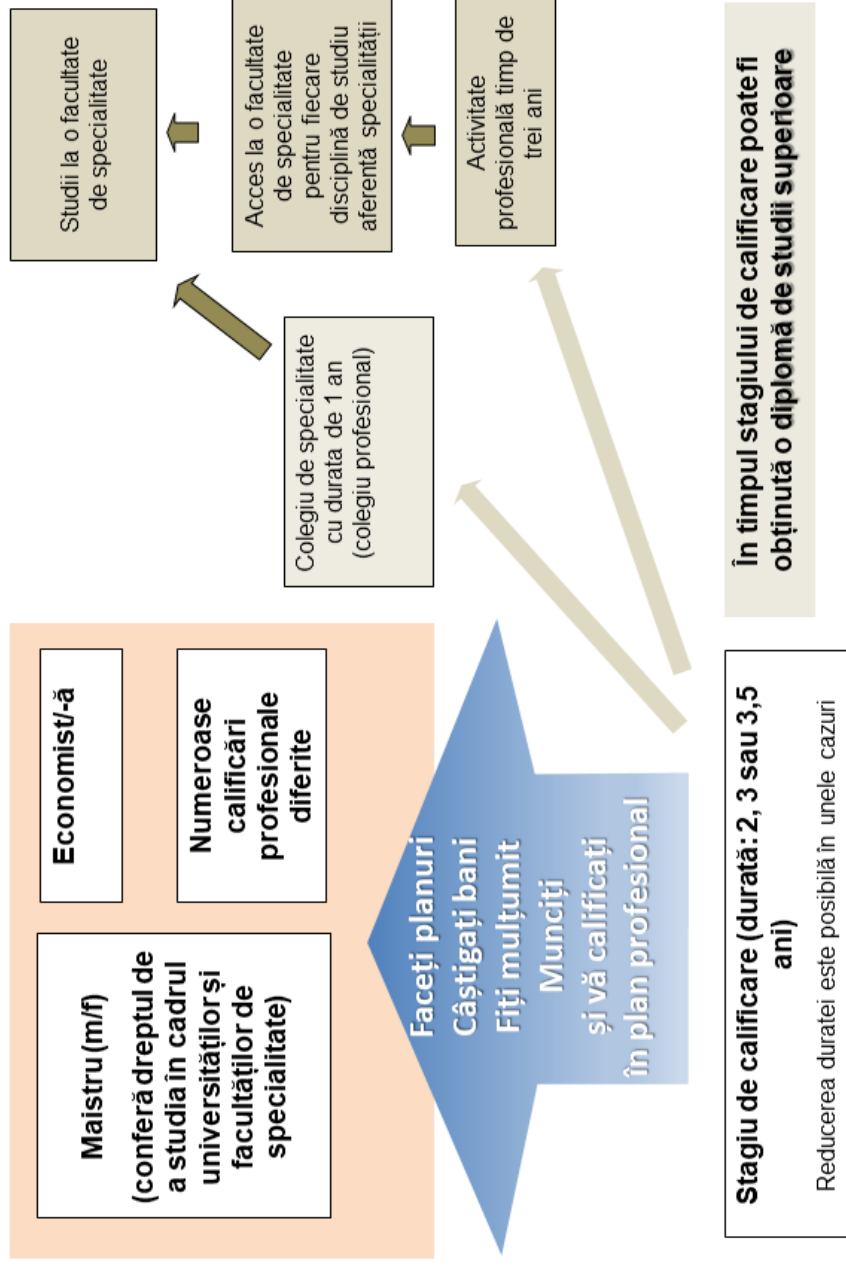 Maistru (m/f)
(conferă dreptul de
a studia în cadrul
universităților și
facultăților de
specialitate)
Economist/-ă
Numeroase
calificări
profesionale
diferite
Studii la o facultate
de specialitate
Colegiu de specialitate
cu durata de 1 an
(colegiu profesional)
Acces la o facultate
de specialitate
pentru fiecare
disciplină de studiu
aferentă specialității
Activitate
profesională timp de
trei ani
Faceți planuri
Câștigați bani
Fiți mulțumit
Munciți
și vă calificați
în plan profesional
Stagiu de calificare (durată: 2, 3 sau 3,5
ani)
Reducerea duratei este posibilă în unele cazuri
În timpul stagiului de calificare poate fi
obținută o diplomă de studii superioare